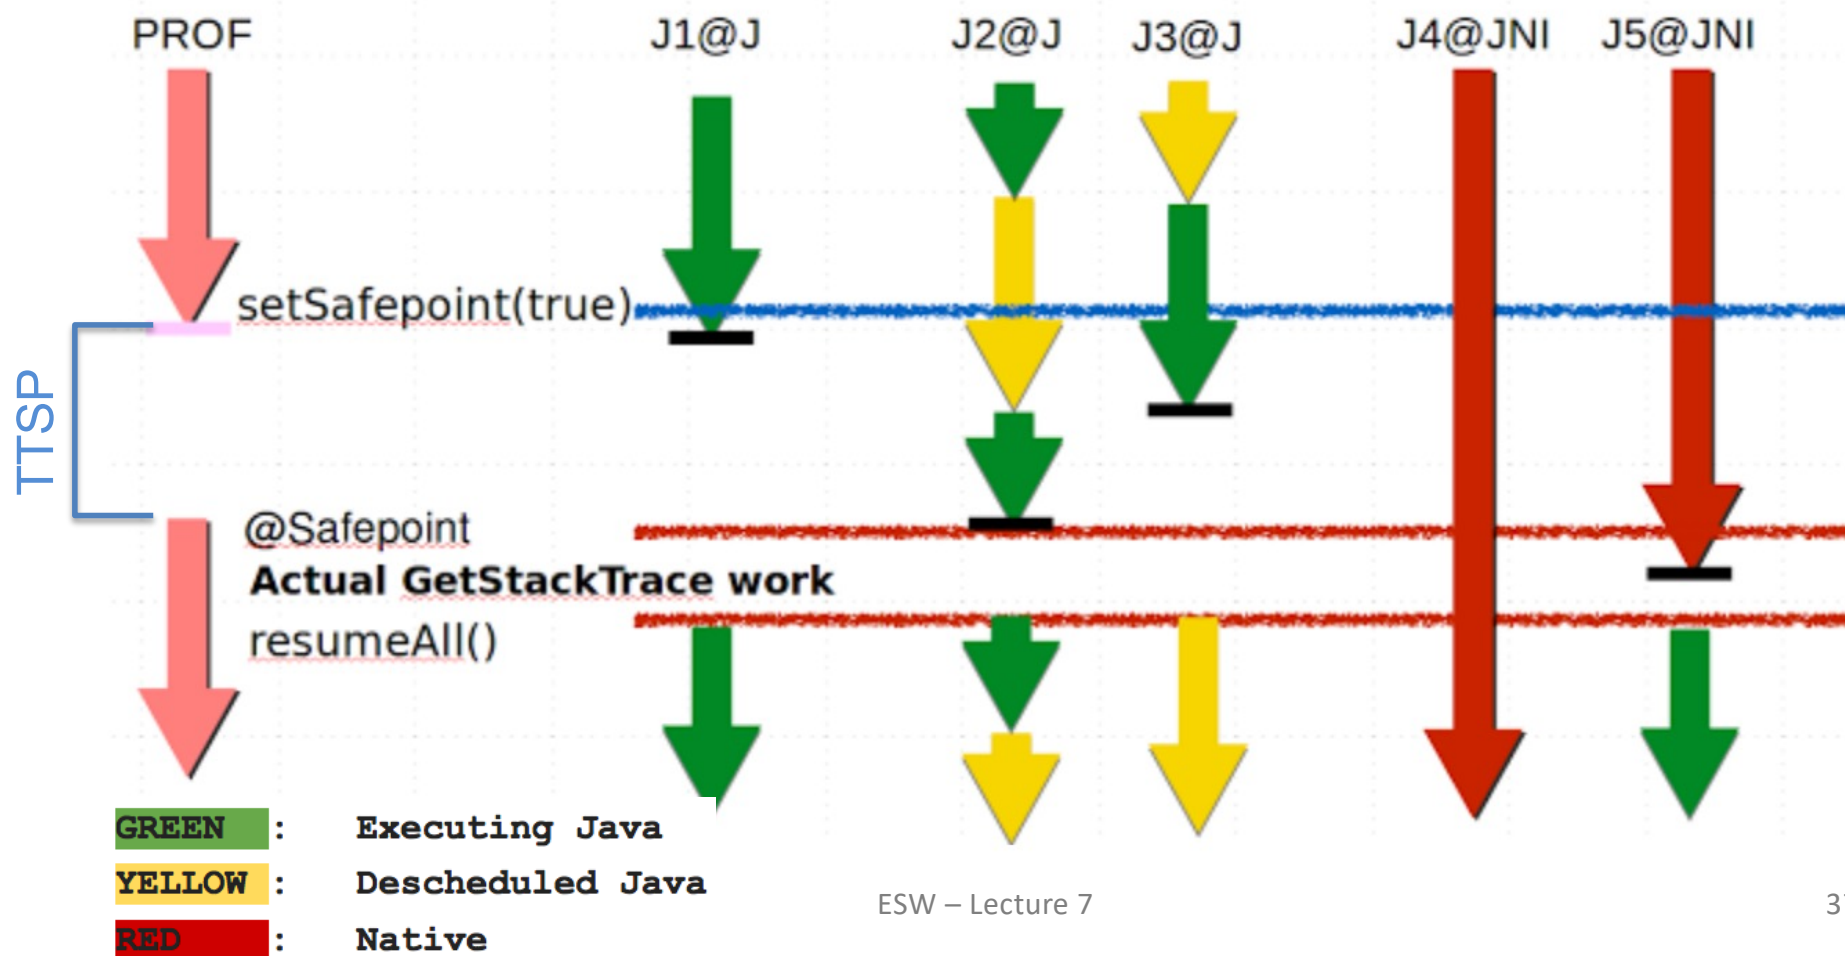 PROF J1@J J2@J J3@J J4@JNI J5@JNI
setSafepoint(true)
TTSP
@Safepoint
Actual GetStackTrace work
resumeAll()
GREEN : Executing Java
YELLOW : Descheduled Java
RED : Native
ESW – Lecture 7